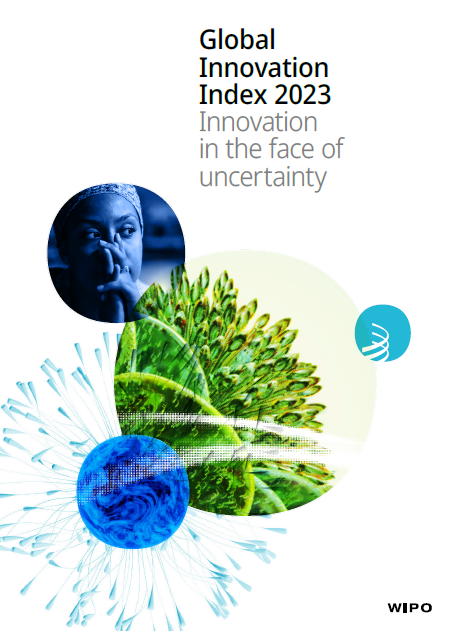 Global
Innovation
Index 2023
Innovation
in the face of
uncertainty
WIPO